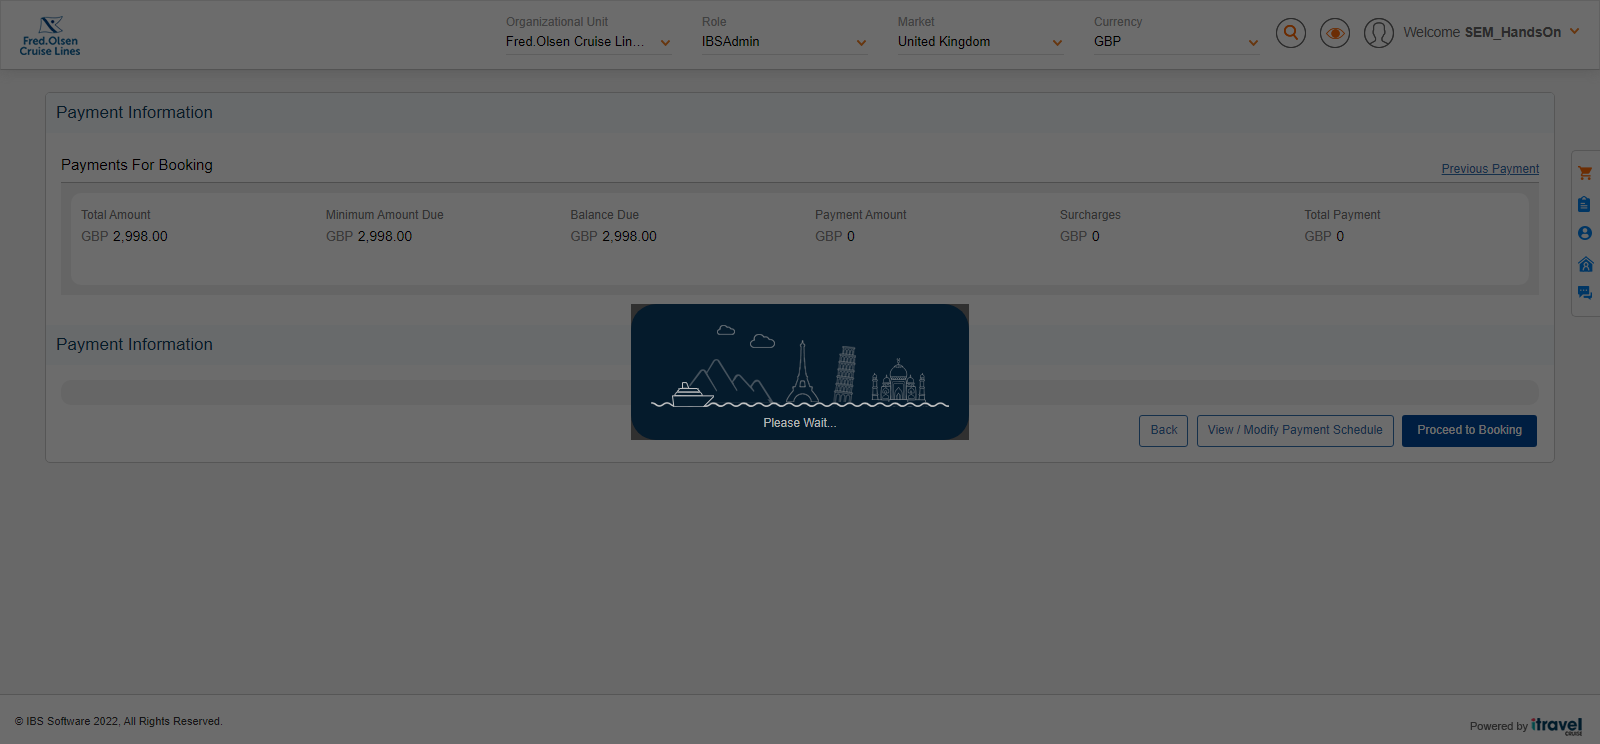 Fred.Olsen
Cruise Lines
Organizational Unit
Fred.Olsen Cruise Lin...
Role
IBSAdmin
Market
United Kingdom
Currency
GBP
Welcome SEM_HandsOn
Payment Information
Payments For Booking
Previous Payment
Total Amount
GBP 2,998.00
Minimum Amount Due
GBP 2,998.00
Balance Due
GBP 2,998.00
Payment Amount
GBP 0
Surcharges
GBP 0
Total Payment
GBP 0
Payment Information
Please Wait...
Back
View / Modify Payment Schedule
Proceed to Booking
© IBS Software 2022, All Rights Reserved.
Powered by itravel
CRUISE